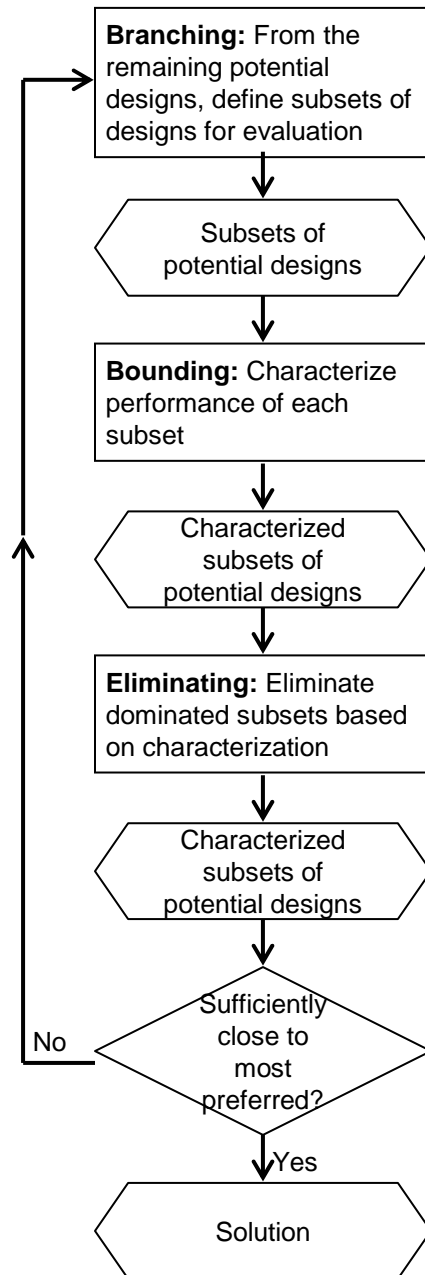 Branching: From the
remaining potential
designs, define subsets of
designs for evaluation
Subsets of
potential designs
Bounding: Characterize
performance of each
subset
Characterized
subsets of
potential designs
Eliminating: Eliminate
dominated subsets based
on characterization
Characterized
subsets of
potential designs
Sufficiently
close to
most
preferred?
No
Yes
Solution